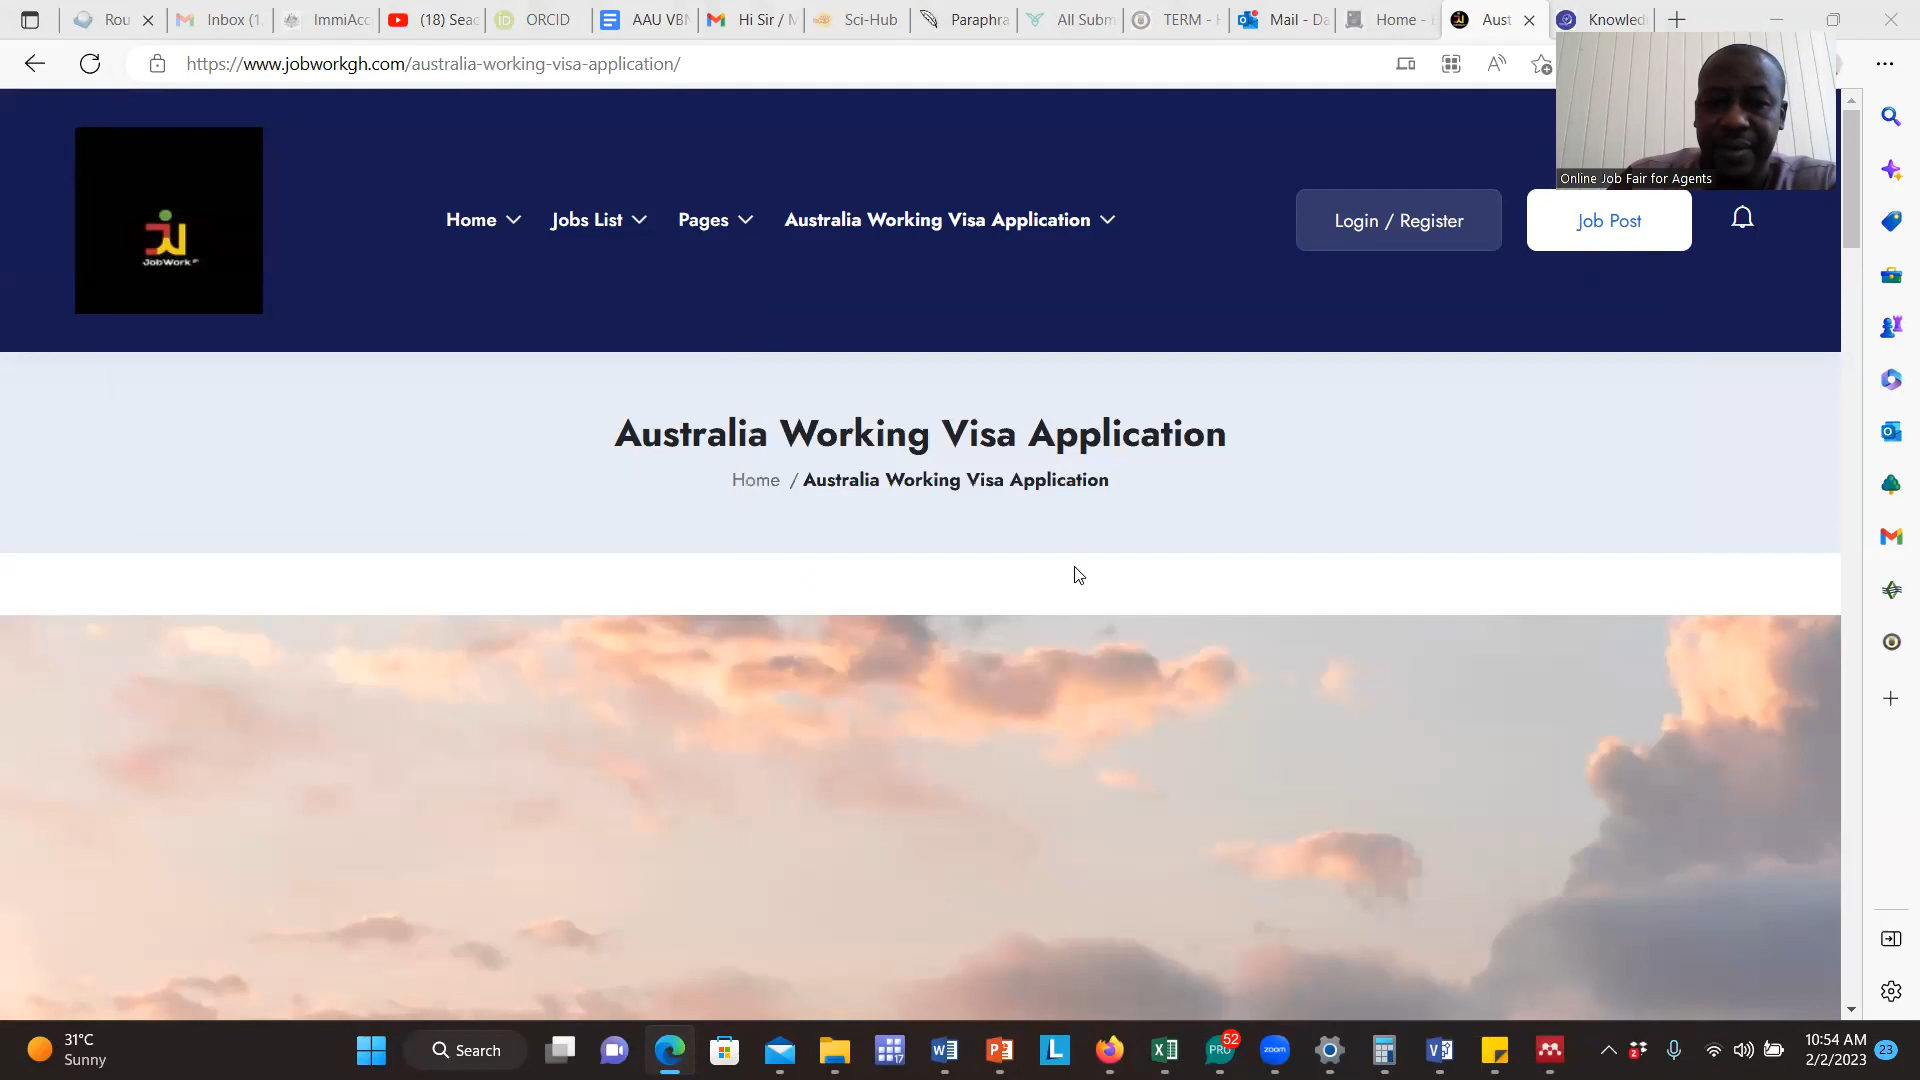 Rou
Inbox (1
ImmiAcc
(18) Seac
ORCID
AAU VBN
Hi Sir / M
Sci-Hub
Paraphra
All Subm
TERM - H
Mail - Da
Home -
Aust
Knowled
https://www.jobworkgh.com/australia-working-visa-application/
Online Job Fair for Agents
JobWork
Home
Jobs List
Pages
Australia Working Visa Application
Login / Register
Job Post
Australia Working Visa Application
Home / Australia Working Visa Application
31°C
Sunny
17
Search
PRO
52
zoom
2
10:54 AM
2/2/2023
23